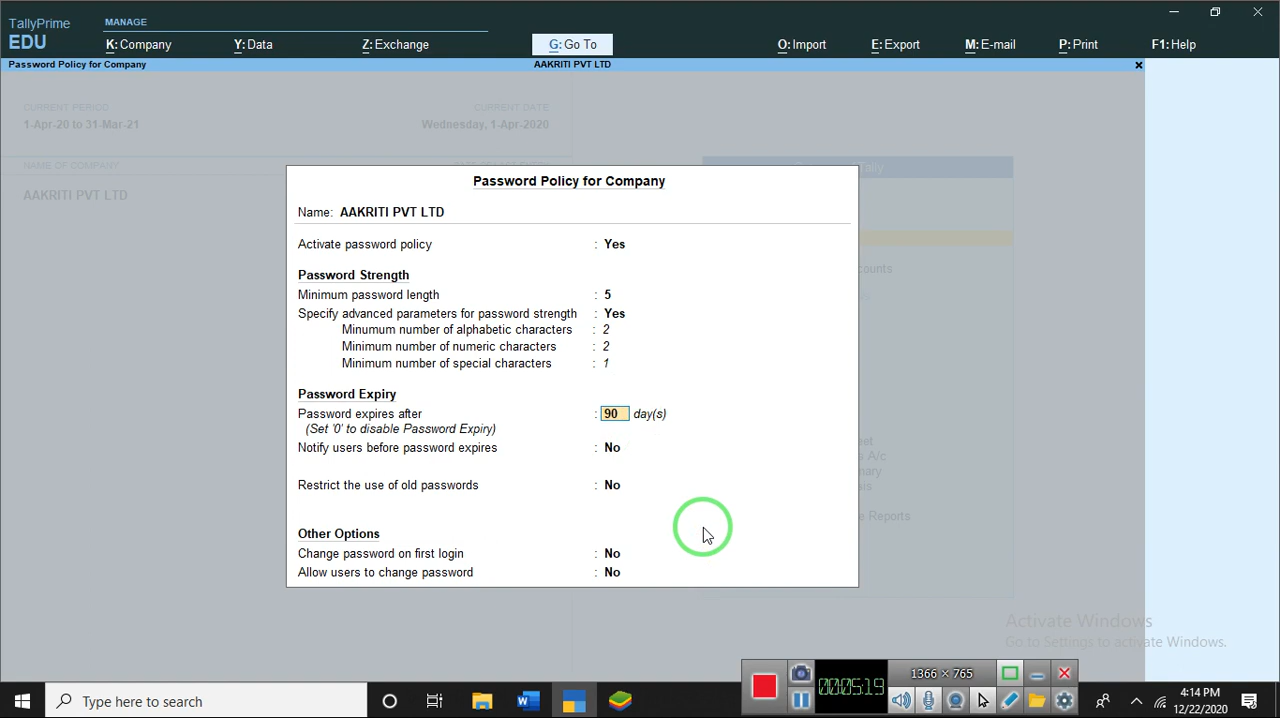 TallyPrime
EDU
MANAGE
K: Company
Y: Data
Z: Exchange
G: Go To
O: Import
E: Export
M: E-mail
P: Print
F1: Help
Password Policy for Company
AAKRITI PVT LTD
CURRENT PERIOD
CURRENT DATE
1-Apr-20 to 31-Mar-21
Wednesday, 1-Apr-2020
NAME OF COMPANY
AAKRITI PVT LTD
Tally
Password Policy for Company
Name: AAKRITI PVT LTD
Activate password policy : Yes
Password Strength
Minimum password length : 5
Specify advanced parameters for password strength : Yes
Minumum number of alphabetic characters : 2
Minimum number of numeric characters : 2
Minimum number of special characters : 1
Password Expiry
Password expires after : 90 day(s)
(Set '0' to disable Password Expiry)
Notify users before password expires : No
Restrict the use of old passwords : No
Other Options
Change password on first login : No
Allow users to change password : No
counts
eet
s A/c
mary
e Reports
Activate Windows
Go to Settings to activate Windows.
1366 × 765
000519
Type here to search
4:14 PM
12/22/2020